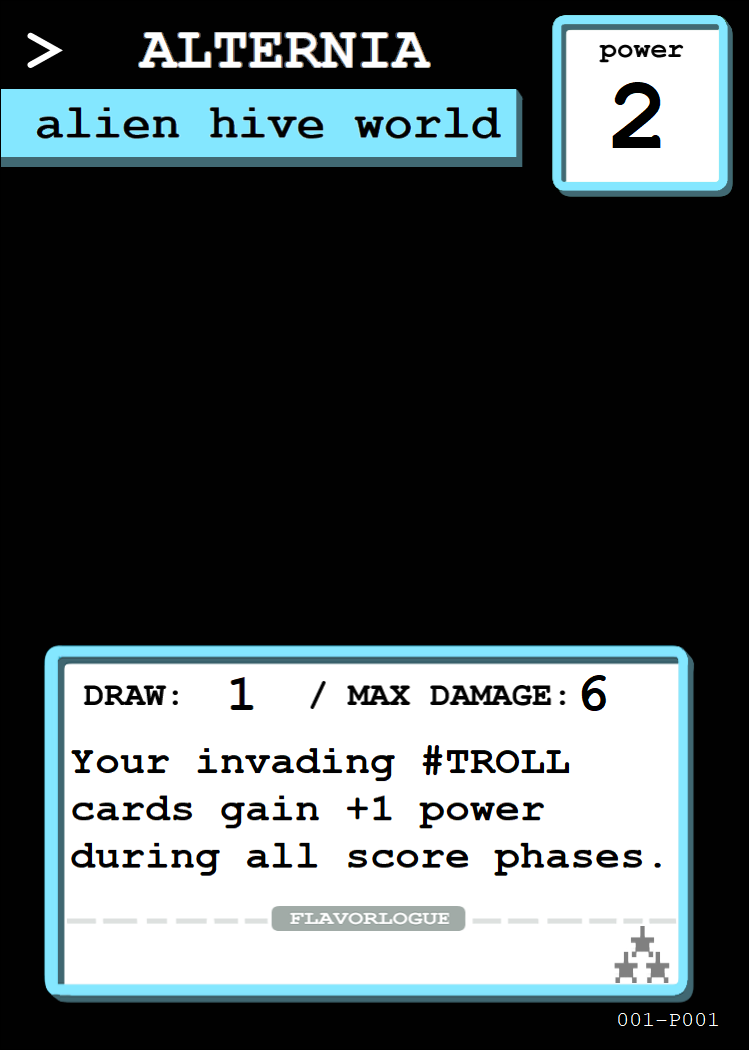 > ALTERNIA
alien hive world
power
2
DRAW: 1 / MAX DAMAGE: 6
Your invading #TROLL
cards gain +1 power
during all score phases.
FLAVORLOGUE
001-P001